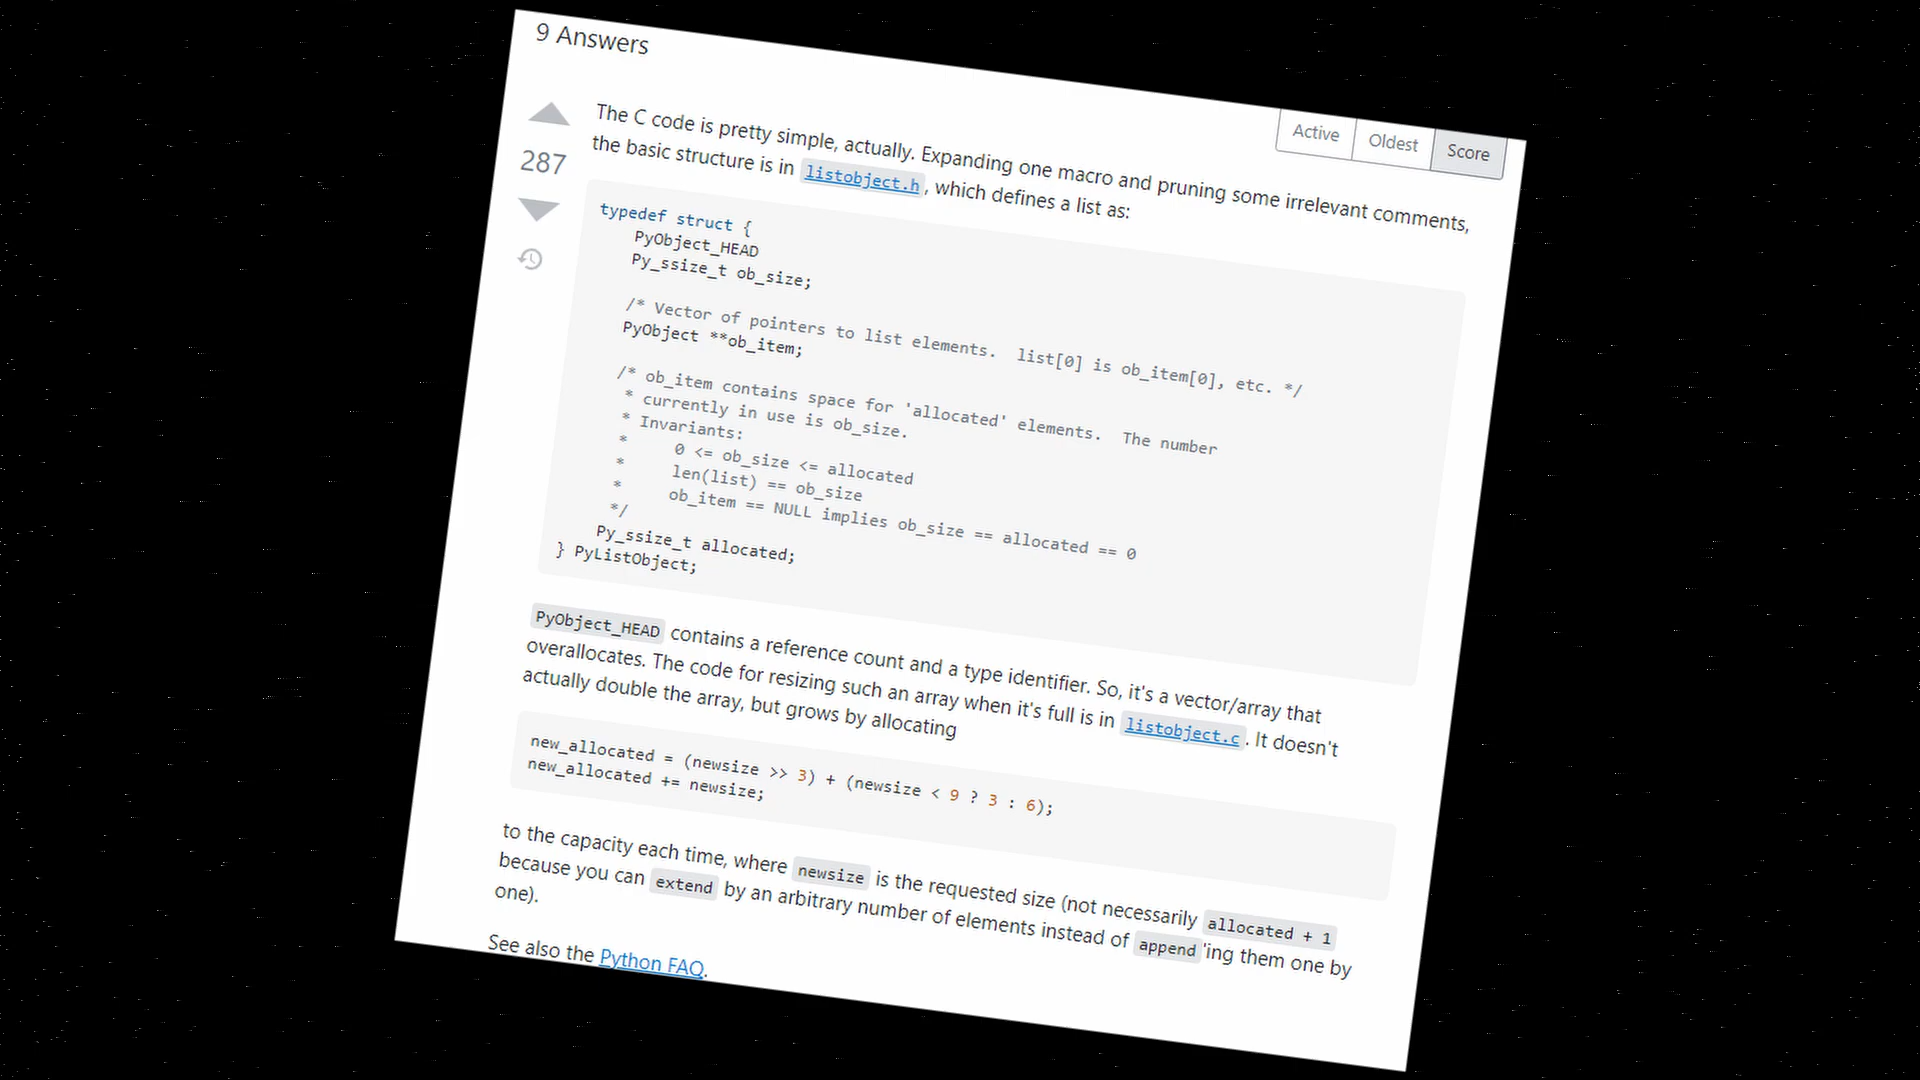 9 Answers
Active
Oldest
Score
287
The C code is pretty simple, actually. Expanding one macro and pruning some irrelevant comments,
the basic structure is in listobject.h, which defines a list as:
typedef struct {
    PyObject_HEAD
    Py_ssize_t ob_size;

    /* Vector of pointers to list elements.  list[0] is ob_item[0], etc. */
    PyObject **ob_item;

    /* ob_item contains space for 'allocated' elements.  The number
     * currently in use is ob_size.
     * Invariants:
     *     0 <= ob_size <= allocated
     *     len(list) == ob_size
     *     ob_item == NULL implies ob_size == allocated == 0
     */
    Py_ssize_t allocated;
} PyListObject;
PyObject_HEAD contains a reference count and a type identifier. So, it's a vector/array that
overallocates. The code for resizing such an array when it's full is in listobject.c. It doesn't
actually double the array, but grows by allocating
new_allocated = (newsize >> 3) + (newsize < 9 ? 3 : 6);
new_allocated += newsize;
to the capacity each time, where newsize is the requested size (not necessarily allocated + 1
because you can extend by an arbitrary number of elements instead of append'ing them one by
one).
See also the Python FAQ.